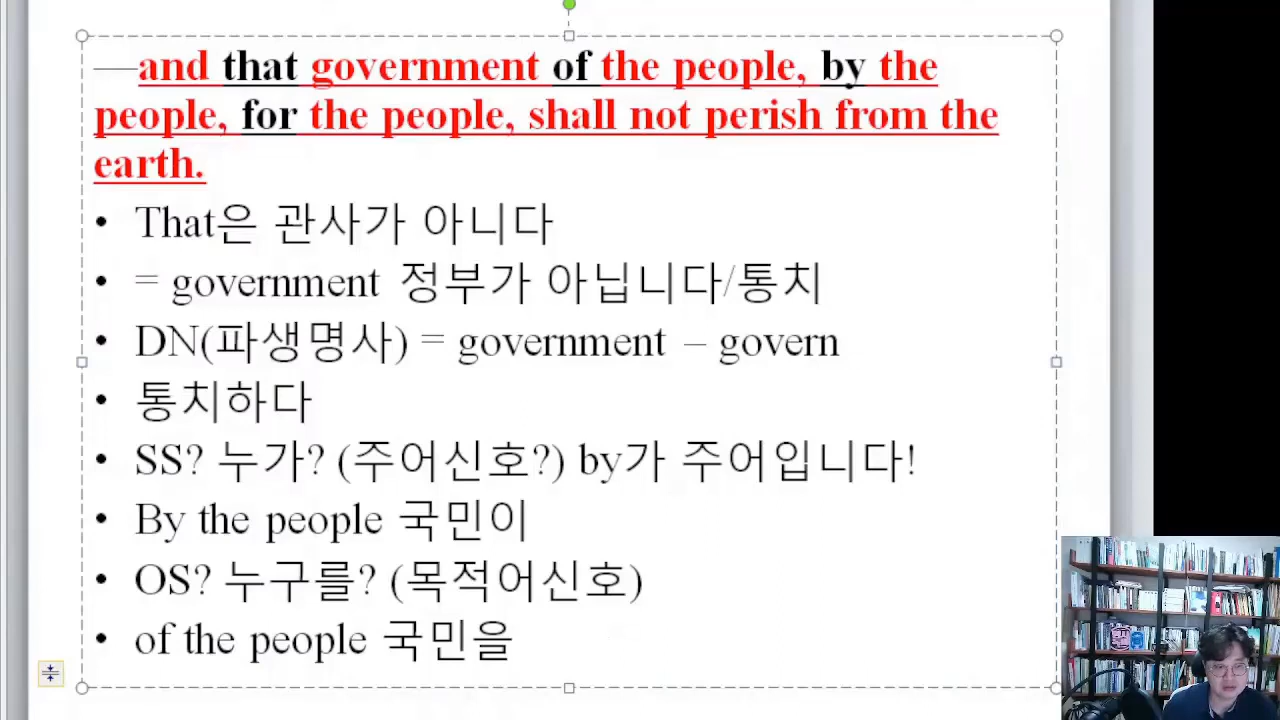 —and that government of the people, by the
people, for the people, shall not perish from the
earth.
• That은 관사가 아니다
• = government 정부가 아닙니다/통치
• DN(파생명사) = government – govern
• 통치하다
• SS? 누가? (주어신호?) by가 주어입니다!
• By the people 국민이
• OS? 누구를? (목적어신호)
• of the people 국민을